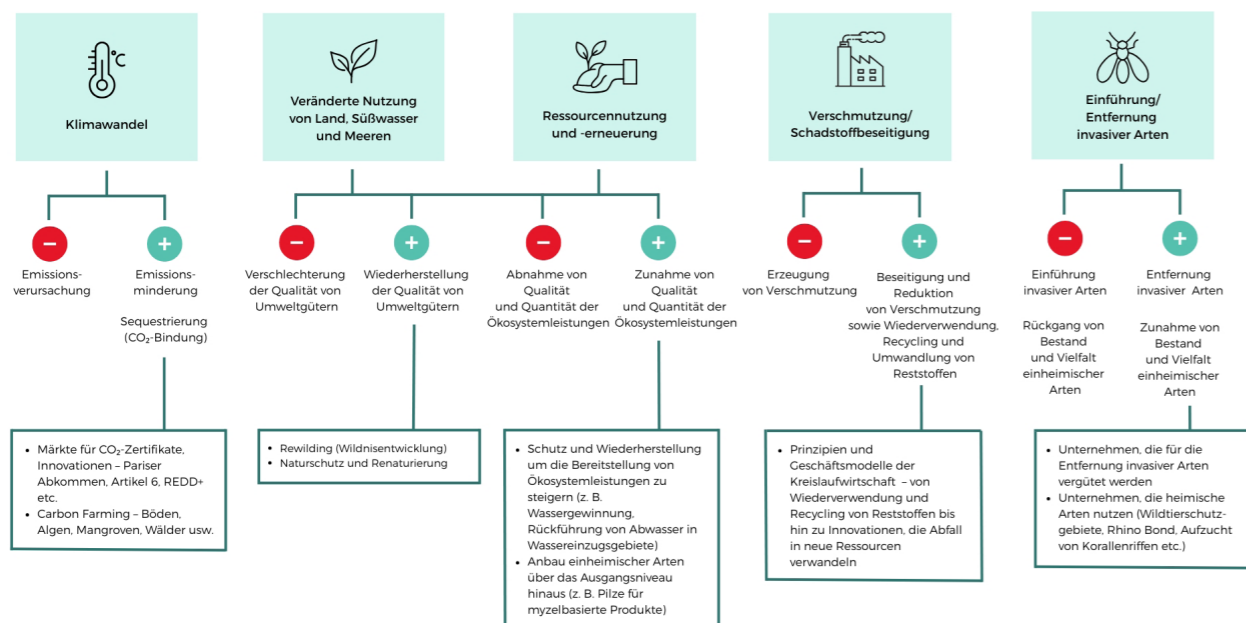 °C
Klimawandel
Veränderte Nutzung
von Land, Süßwasser
und Meeren
Ressourcennutzung
und -erneuerung
Verschmutzung/
Schadstoffbeseitigung
Einführung/
Entfernung
invasiver Arten
−
+
−
+
−
+
−
+
−
+
Emissions-
verursachung
Emissions-
minderung
Sequestrierung
(CO₂-Bindung)
Verschlechterung
der Qualität von
Umweltgütern
Wiederherstellung
der Qualität von
Umweltgütern
Abnahme von
Qualität
und Quantität der
Ökosystemleistungen
Zunahme von
Qualität
und Quantität der
Ökosystemleistungen
Erzeugung
von Verschmutzung
Beseitigung und
Reduktion
von Verschmutzung
sowie Wiederverwendung,
Recycling und
Umwandlung von
Reststoffen
Einführung
invasiver Arten
Rückgang von
Bestand
und Vielfalt
einheimischer
Arten
Entfernung
invasiver Arten
Zunahme von
Bestand
und Vielfalt
einheimischer
Arten
• Märkte für CO₂-Zertifikate,
Innovationen – Pariser
Abkommen, Artikel 6, REDD+
etc.
• Carbon Farming – Böden,
Algen, Mangroven, Wälder usw.
• Rewilding (Wildnisentwicklung)
• Naturschutz und Renaturierung
• Schutz und Wiederherstellung
um die Bereitstellung von
Ökosystemleistungen zu
steigern (z. B.
Wassergewinnung,
Rückführung von Abwasser in
Wassereinzugsgebiete)
• Anbau einheimischer Arten
über das Ausgangsniveau
hinaus (z. B. Pilze für
myzelbasierte Produkte)
• Prinzipien und
Geschäftsmodelle der
Kreislaufwirtschaft – von
Wiederverwendung und
Recycling von Reststoffen bis
hin zu Innovationen, die Abfall
in neue Ressourcen
verwandeln
• Unternehmen, die für die
Entfernung invasiver Arten
vergütet werden
• Unternehmen, die heimische
Arten nutzen (Wildtierschutz-
gebiete, Rhino Bond, Aufzucht
von Korallenriffen etc.)